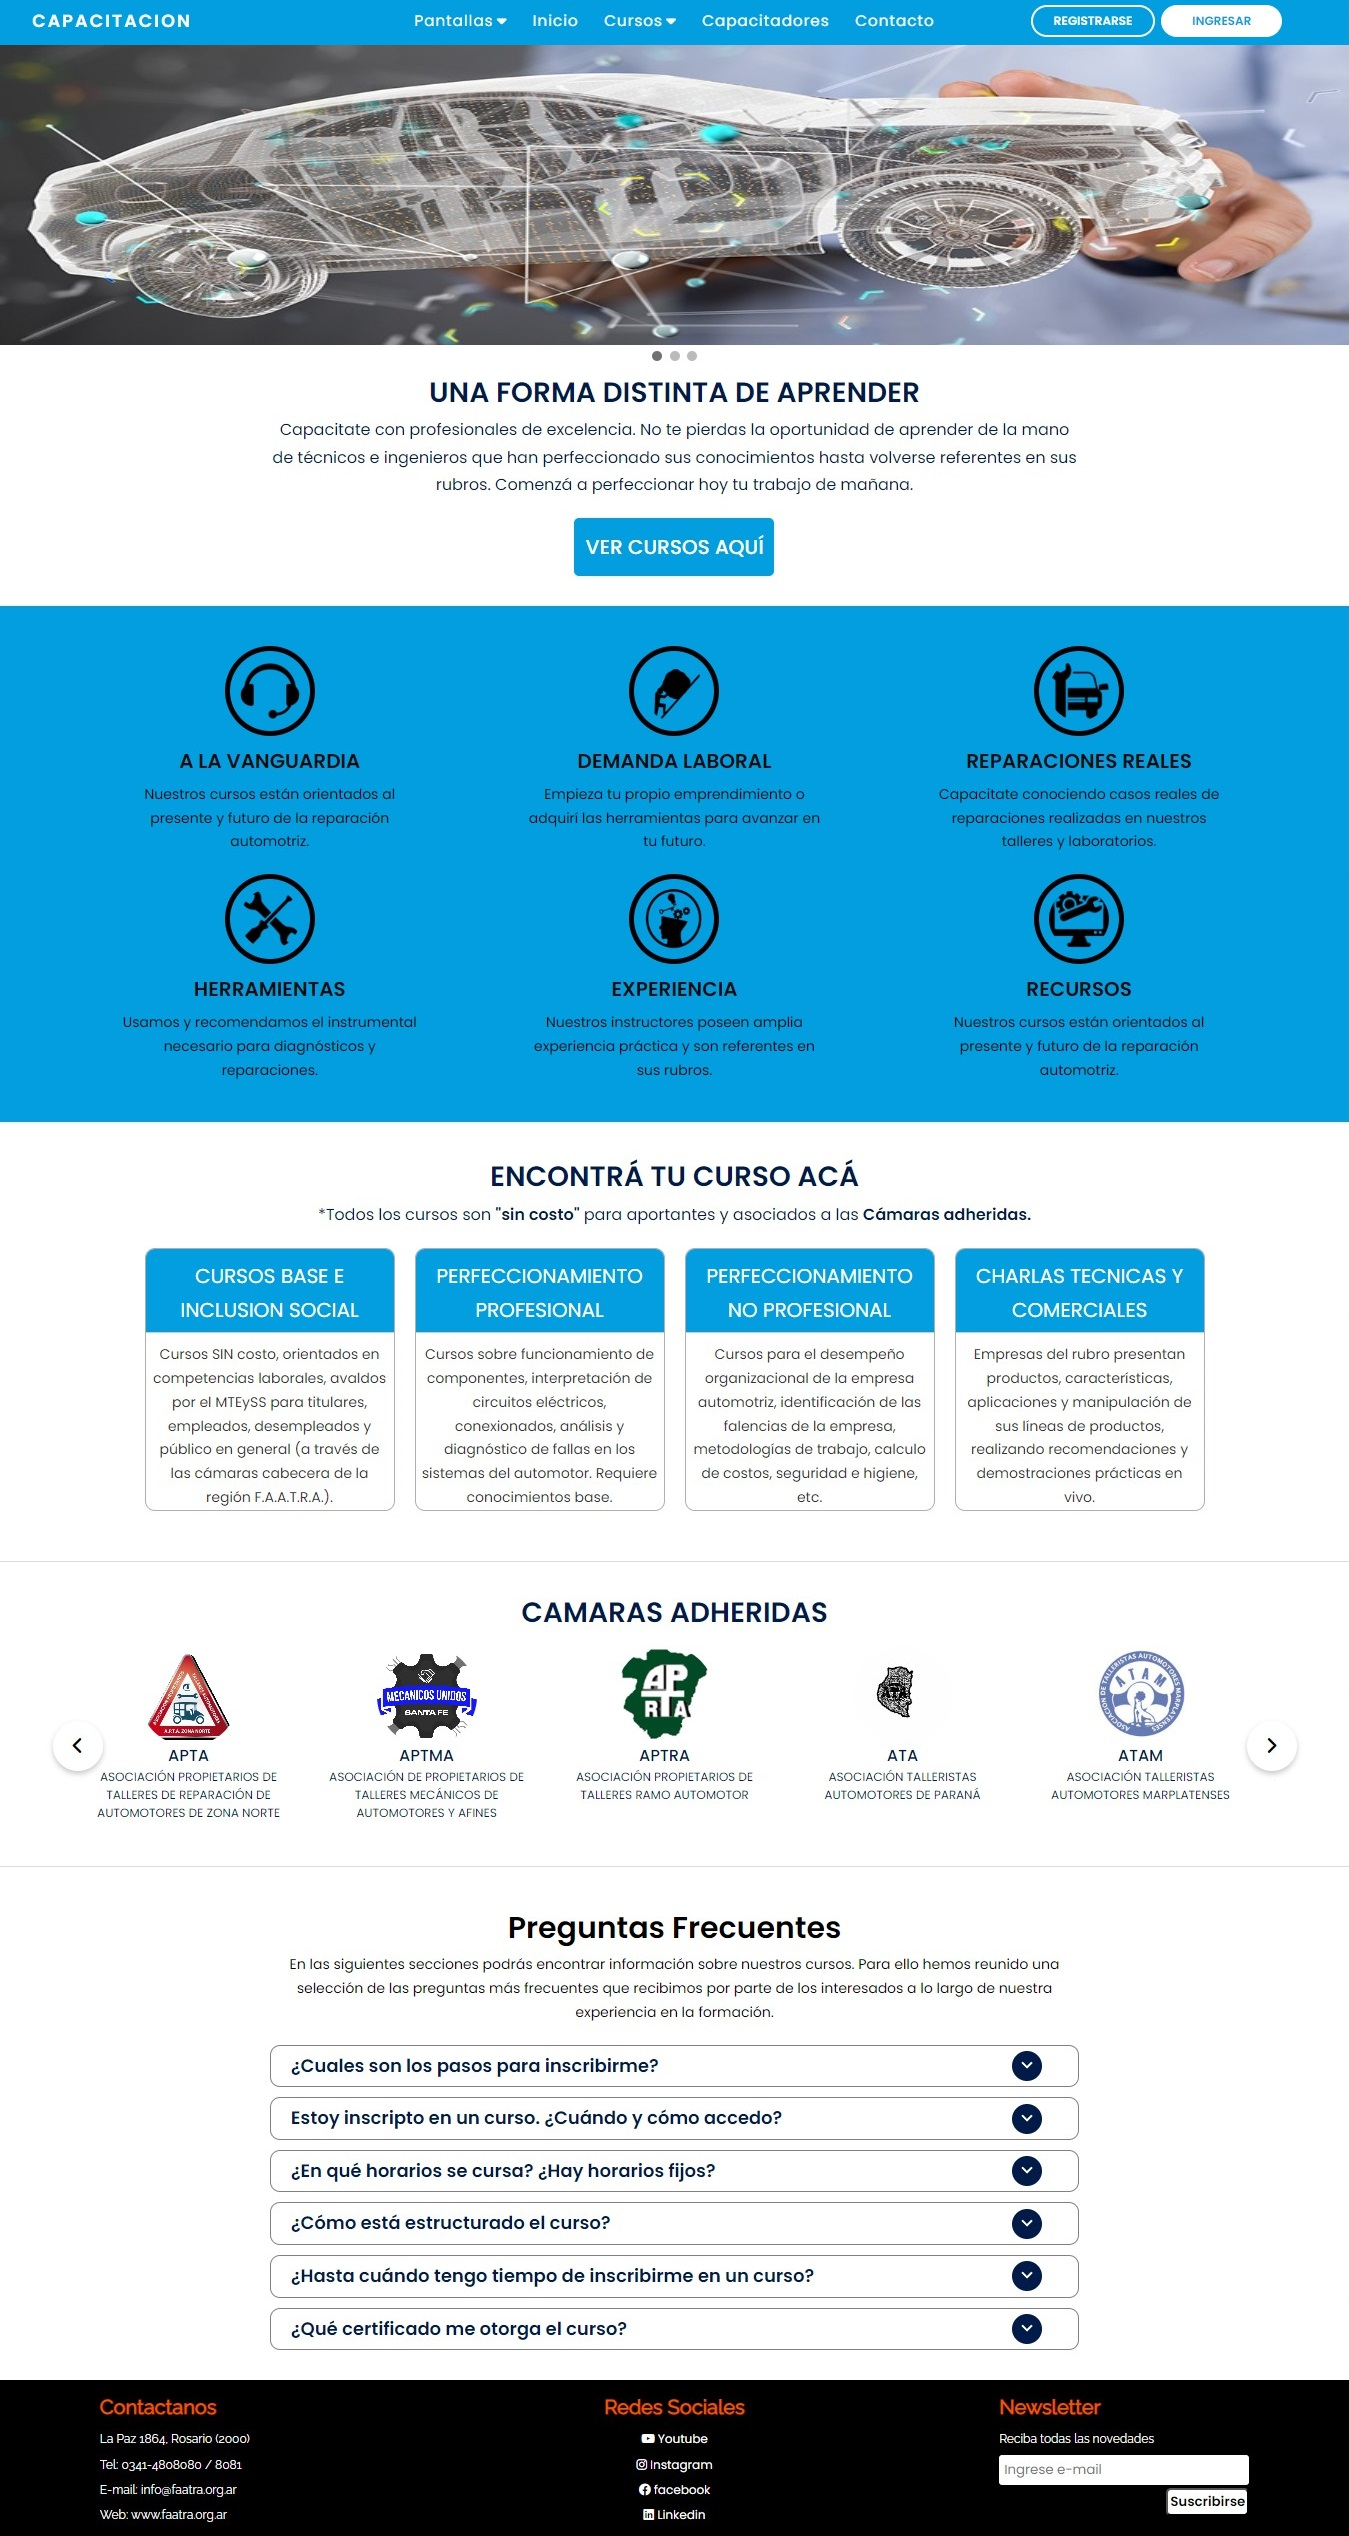 CAPACITACION
Pantallas Inicio Cursos Capacitadores Contacto
REGISTRARSE INGRESAR
UNA FORMA DISTINTA DE APRENDER
Capacitate con profesionales de excelencia. No te pierdas la oportunidad de aprender de la mano
de técnicos e ingenieros que han perfeccionado sus conocimientos hasta volverse referentes en sus
rubros. Comenzá a perfeccionar hoy tu trabajo de mañana.
VER CURSOS AQUÍ
A LA VANGUARDIA
Nuestros cursos están orientados al
presente y futuro de la reparación
automotriz.
DEMANDA LABORAL
Empieza tu propio emprendimiento o
adquirí las herramientas para avanzar en
tu futuro.
REPARACIONES REALES
Capacitate conociendo casos reales de
reparaciones realizadas en nuestros
talleres y laboratorios.
HERRAMIENTAS
Usamos y recomendamos el instrumental
necesario para diagnósticos y
reparaciones.
EXPERIENCIA
Nuestros instructores poseen amplia
experiencia práctica y son referentes en
sus rubros.
RECURSOS
Nuestros cursos están orientados al
presente y futuro de la reparación
automotriz.
ENCONTRÁ TU CURSO ACÁ
*Todos los cursos son "sin costo" para aportantes y asociados a las Cámaras adheridas.
CURSOS BASE E
INCLUSION SOCIAL
Cursos SIN costo, orientados en
competencias laborales, avaldos
por el MTEySS para titulares,
empleados, desempleados y
público en general (a través de
las cámaras cabecera de la
región F.A.A.T.R.A.).
PERFECCIONAMIENTO
PROFESIONAL
Cursos sobre funcionamiento de
componentes, interpretación de
circuitos eléctricos,
conexionados, análisis y
diagnóstico de fallas en los
sistemas del automotor. Requiere
conocimientos base.
PERFECCIONAMIENTO
NO PROFESIONAL
Cursos para el desempeño
organizacional de la empresa
automotriz, identificación de las
falencias de la empresa,
metodologías de trabajo, calculo
de costos, seguridad e higiene,
etc.
CHARLAS TECNICAS Y
COMERCIALES
Empresas del rubro presentan
productos, características,
aplicaciones y manipulación de
sus líneas de productos,
realizando recomendaciones y
demostraciones prácticas en
vivo.
CAMARAS ADHERIDAS
A.P.T.A. ZONA NORTE
APTA
ASOCIACIÓN PROPIETARIOS DE
TALLERES DE REPARACIÓN DE
AUTOMOTORES DE ZONA NORTE
MECANICOS UNIDOS
SANTA FE
APTMA
ASOCIACIÓN DE PROPIETARIOS DE
TALLERES MECÁNICOS DE
AUTOMOTORES Y AFINES
APTRA
APTRA
ASOCIACIÓN PROPIETARIOS DE
TALLERES RAMO AUTOMOTOR
ATA
ATA
ASOCIACIÓN TALLERISTAS
AUTOMOTORES DE PARANÁ
ASOCIACION DE TALLERISTAS AUTOMOTORES MARPLATENSES
ATAM
ATAM
ASOCIACIÓN TALLERISTAS
AUTOMOTORES MARPLATENSES
Preguntas Frecuentes
En las siguientes secciones podrás encontrar información sobre nuestros cursos. Para ello hemos reunido una
selección de las preguntas más frecuentes que recibimos por parte de los interesados a lo largo de nuestra
experiencia en la formación.
¿Cuales son los pasos para inscribirme?
Estoy inscripto en un curso. ¿Cuándo y cómo accedo?
¿En qué horarios se cursa? ¿Hay horarios fijos?
¿Cómo está estructurado el curso?
¿Hasta cuándo tengo tiempo de inscribirme en un curso?
¿Qué certificado me otorga el curso?
Contactanos
La Paz 1864, Rosario (2000)
Tel: 0341-4808080 / 8081
E-mail: info@faatra.org.ar
Web: www.faatra.org.ar
Redes Sociales
Youtube
Instagram
facebook
Linkedin
Newsletter
Reciba todas las novedades
Ingrese e-mail
Suscribirse